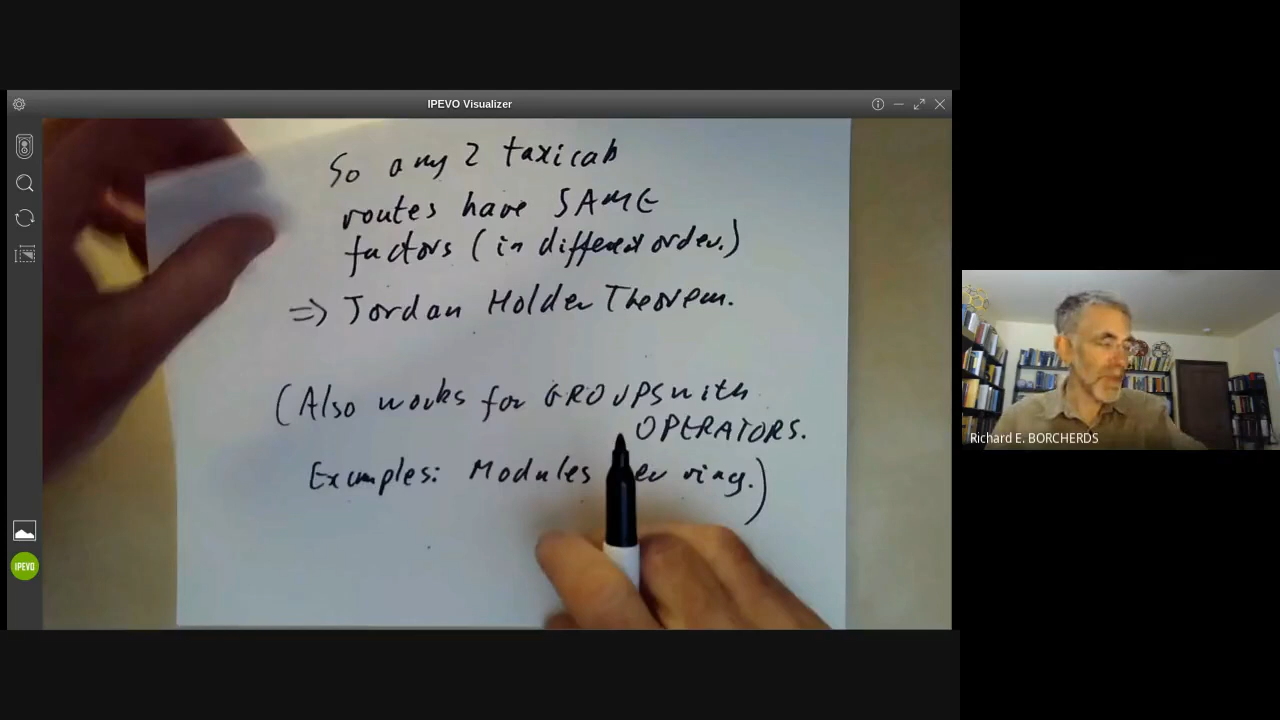 IPEVO Visualizer
So any 2 taxicab
routes have SAME
factors (in different order.)
=> Jordan Holder Theorem.
(Also works for GROUPS with
OPERATORS.
Examples: Modules ring.)
IPEVO
Richard E. BORCHERDS